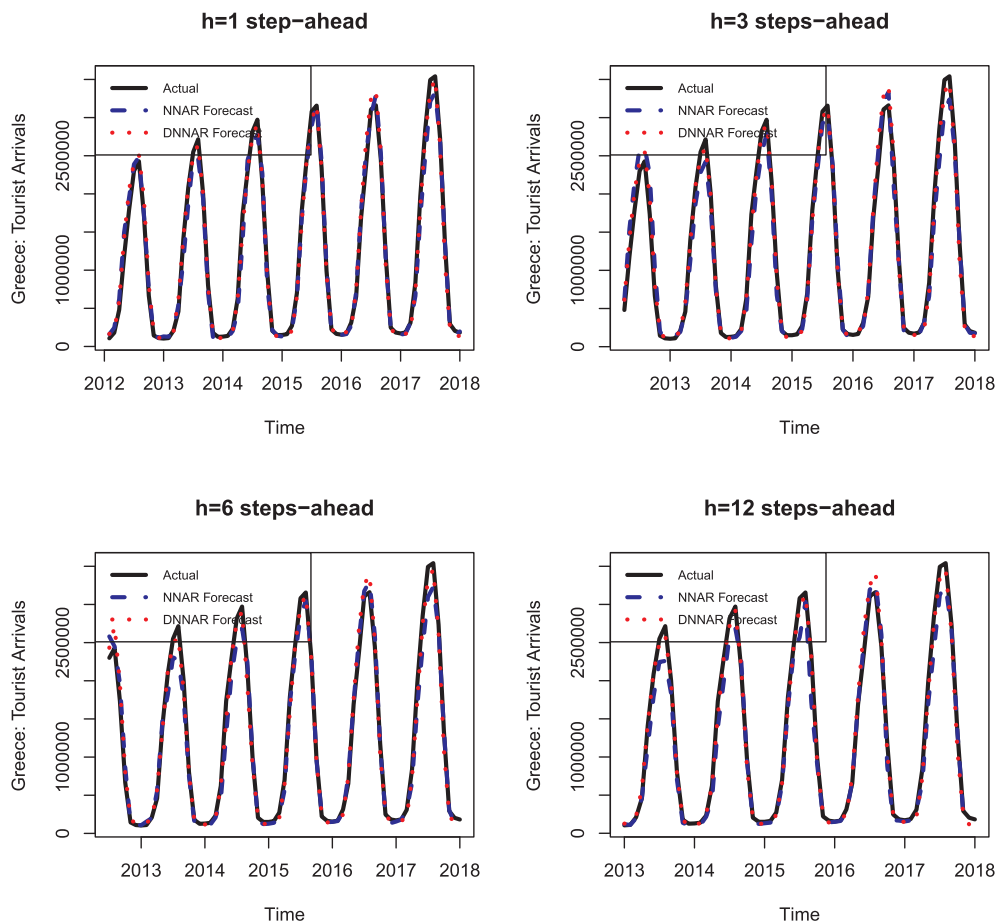 h=1 step−ahead
Actual
NNAR Forecast
DNNAR Forecast
Greece: Tourist Arrivals
0 1000000 2500000
2012 2013 2014 2015 2016 2017 2018
Time
h=3 steps−ahead
Actual
NNAR Forecast
DNNAR Forecast
Greece: Tourist Arrivals
0 1000000 2500000
2013 2014 2015 2016 2017 2018
Time
h=6 steps−ahead
Actual
NNAR Forecast
DNNAR Forecast
Greece: Tourist Arrivals
0 1000000 2500000
2013 2014 2015 2016 2017 2018
Time
h=12 steps−ahead
Actual
NNAR Forecast
DNNAR Forecast
Greece: Tourist Arrivals
0 1000000 2500000
2013 2014 2015 2016 2017 2018
Time